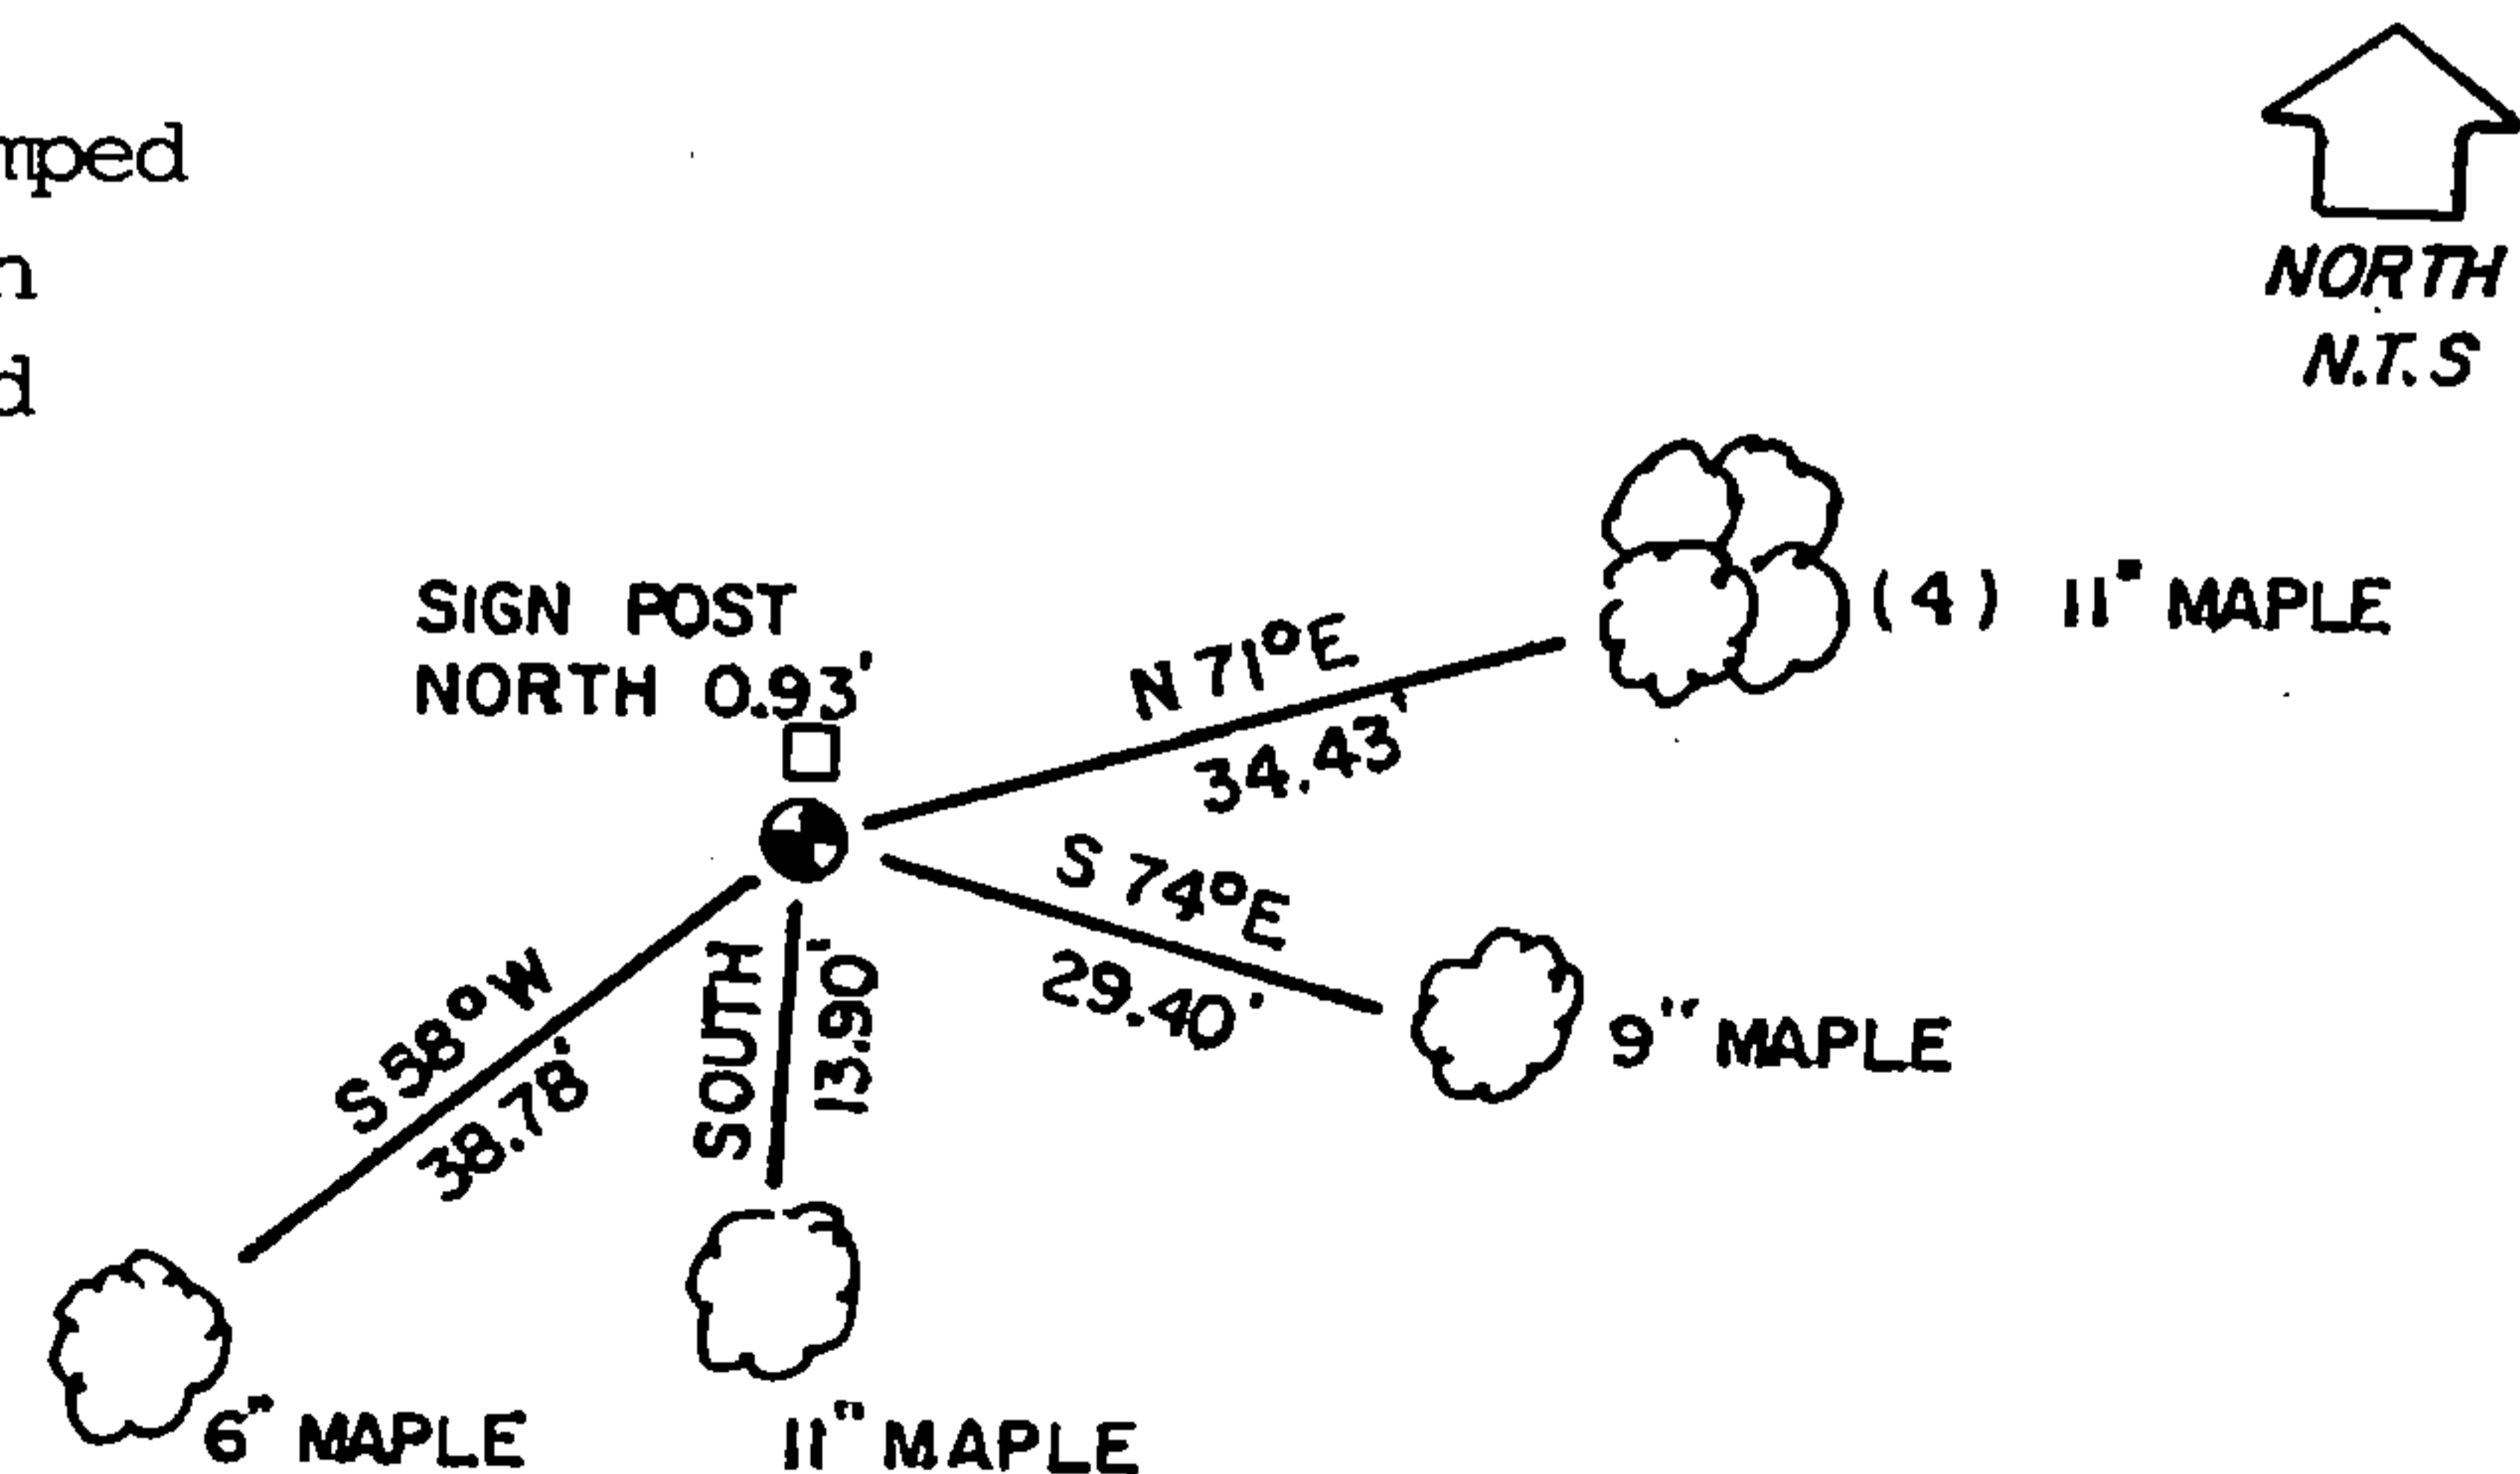 mped
n
d
NORTH
N.T.S
SIGN POST
NORTH 0.93'
N 71°E
34.43'
(4) 11" MAPLE
S 74°E
29.40'
9" MAPLE
SOUTH
13.90'
11" MAPLE
S 58°W
38.78'
6" MAPLE